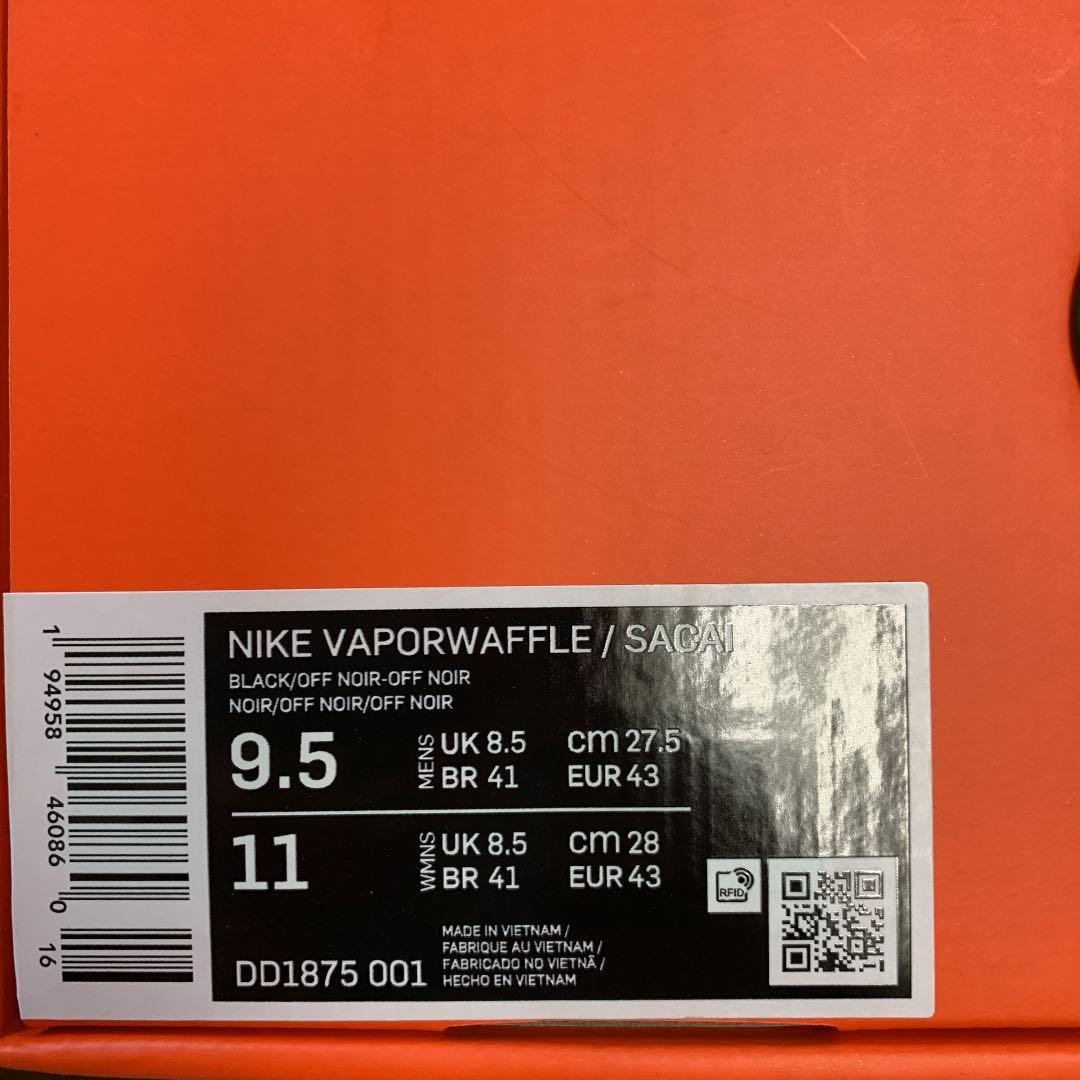 NIKE VAPORWAFFLE / SACAI
BLACK/OFF NOIR-OFF NOIR
NOIR/OFF NOIR/OFF NOIR
9.5 MENS UK 8.5 cm 27.5
BR 41 EUR 43
11 WMNS UK 8.5 cm 28
BR 41 EUR 43
RFID
MADE IN VIETNAM /
FABRIQUE AU VIETNAM /
FABRICADO NO VIETNÃ /
HECHO EN VIETNAM
DD1875 001
1 94958 46086 0 16